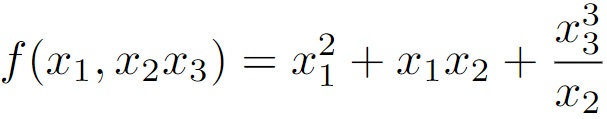 f(x₁, x₂x₃) = x₁² + x₁x₂ + x₃³/x₂